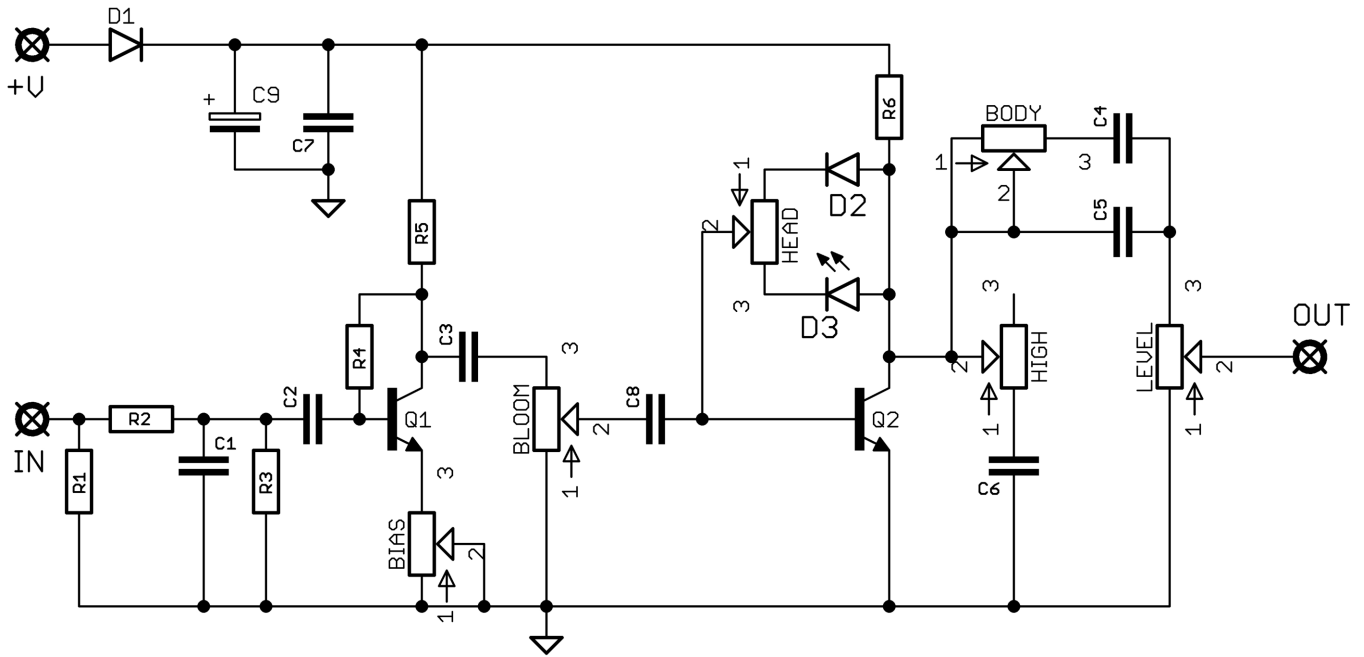 D1
+V
+
C9
C7
R6
BODY
C4
1
3
2
C5
1
D2
2
HEAD
3
D3
R5
R4
C3
3
3
3
HIGH
2
1
LEVEL
2
1
OUT
IN
R2
R1
C1
R3
C2
Q1
3
BLOOM
2
1
C8
Q2
C6
BIAS
2
1